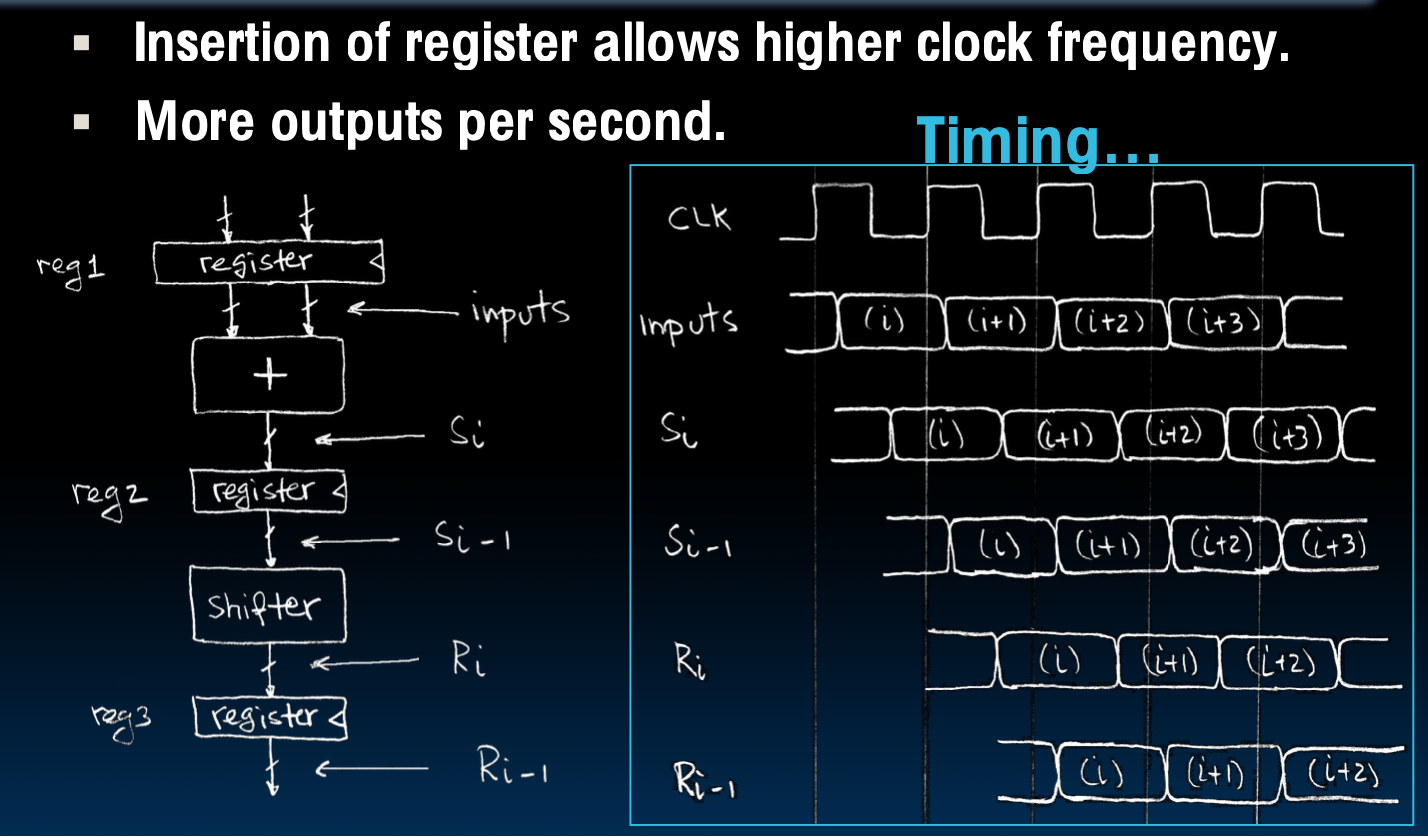 ▪ Insertion of register allows higher clock frequency.
▪ More outputs per second.
Timing...
reg1
register
inputs
+
Si
reg2
register
Si-1
shifter
Ri
reg3
register
Ri-1
CLK
inputs (i) (i+1) (i+2) (i+3)
Si (i) (i+1) (i+2) (i+3)
Si-1 (i) (i+1) (i+2) (i+3)
Ri (i) (i+1) (i+2)
Ri-1 (i) (i+1) (i+2)